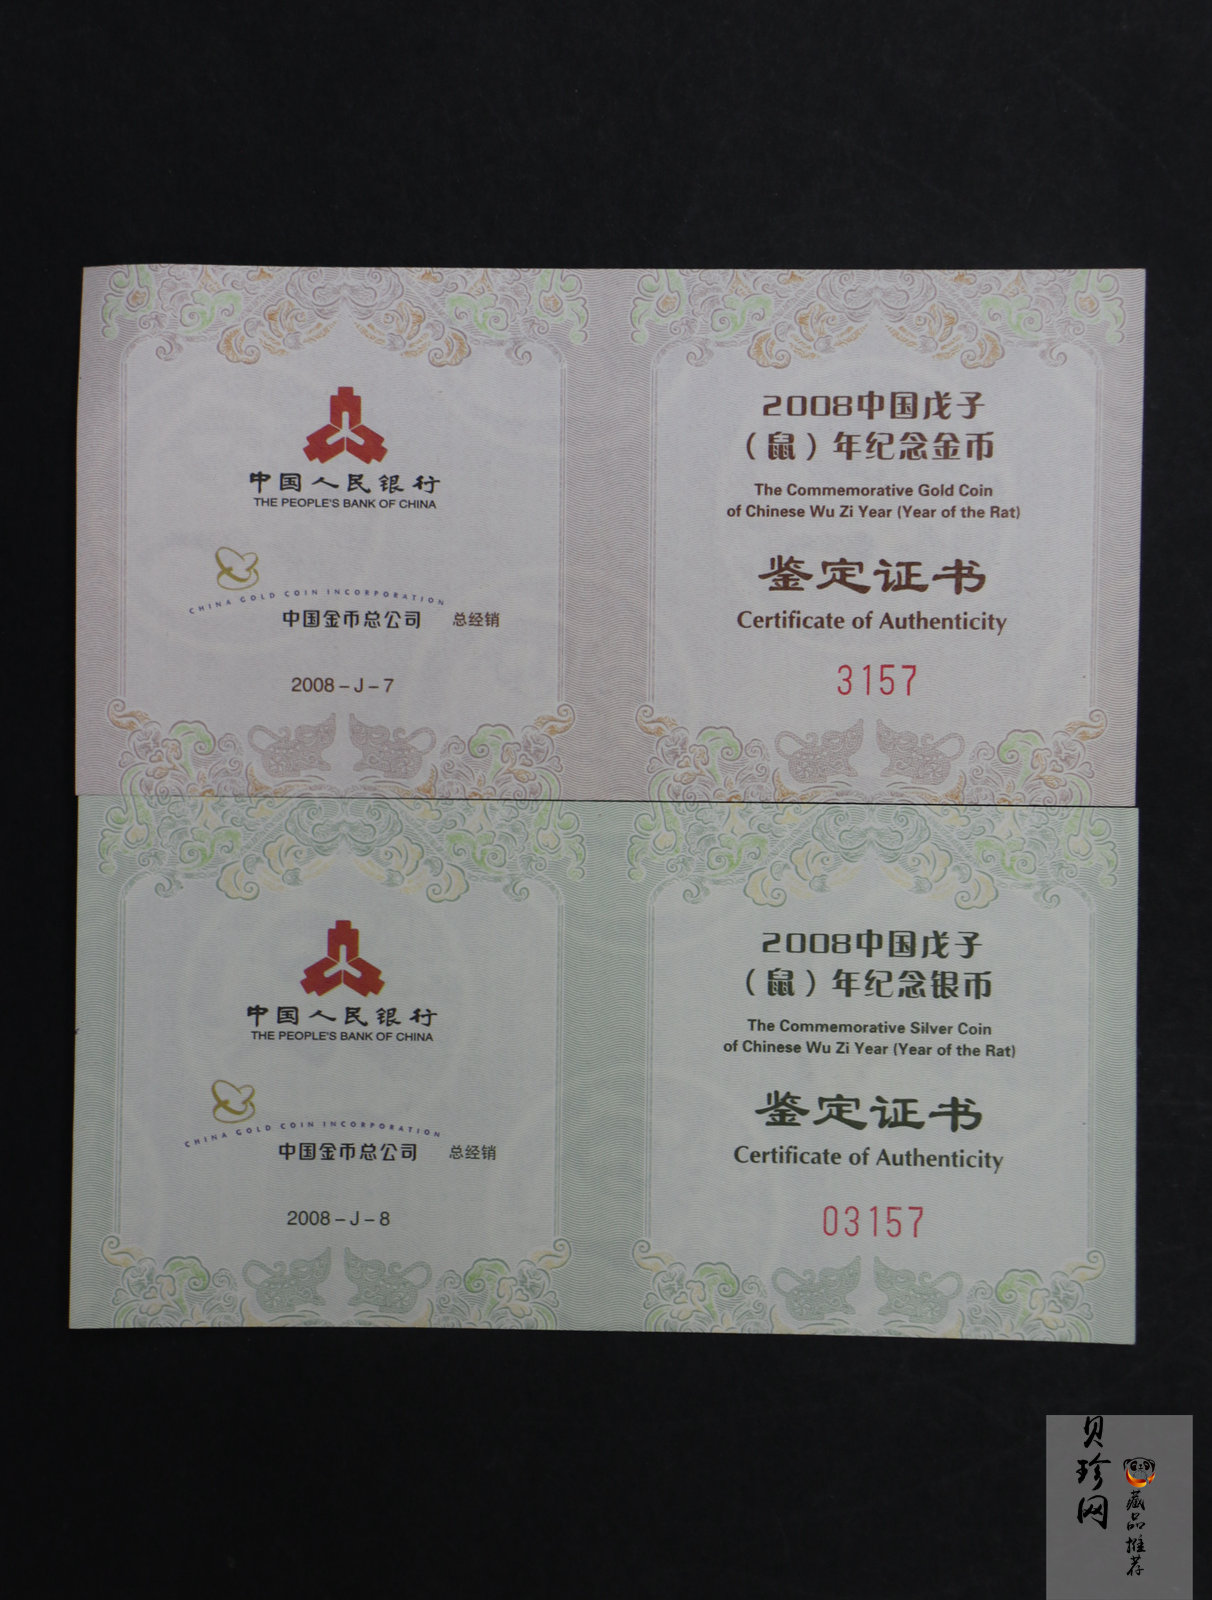 中国人民银行
THE PEOPLE'S BANK OF CHINA
CHINA GOLD COIN INCORPORATION
中国金币总公司 总经销
2008-J-7
2008中国戊子
（鼠）年纪念金币
The Commemorative Gold Coin
of Chinese Wu Zi Year (Year of the Rat)
鉴定证书
Certificate of Authenticity
3157
中国人民银行
THE PEOPLE'S BANK OF CHINA
CHINA GOLD COIN INCORPORATION
中国金币总公司 总经销
2008-J-8
2008中国戊子
（鼠）年纪念银币
The Commemorative Silver Coin
of Chinese Wu Zi Year (Year of the Rat)
鉴定证书
Certificate of Authenticity
03157
贝珍网
藏品推荐